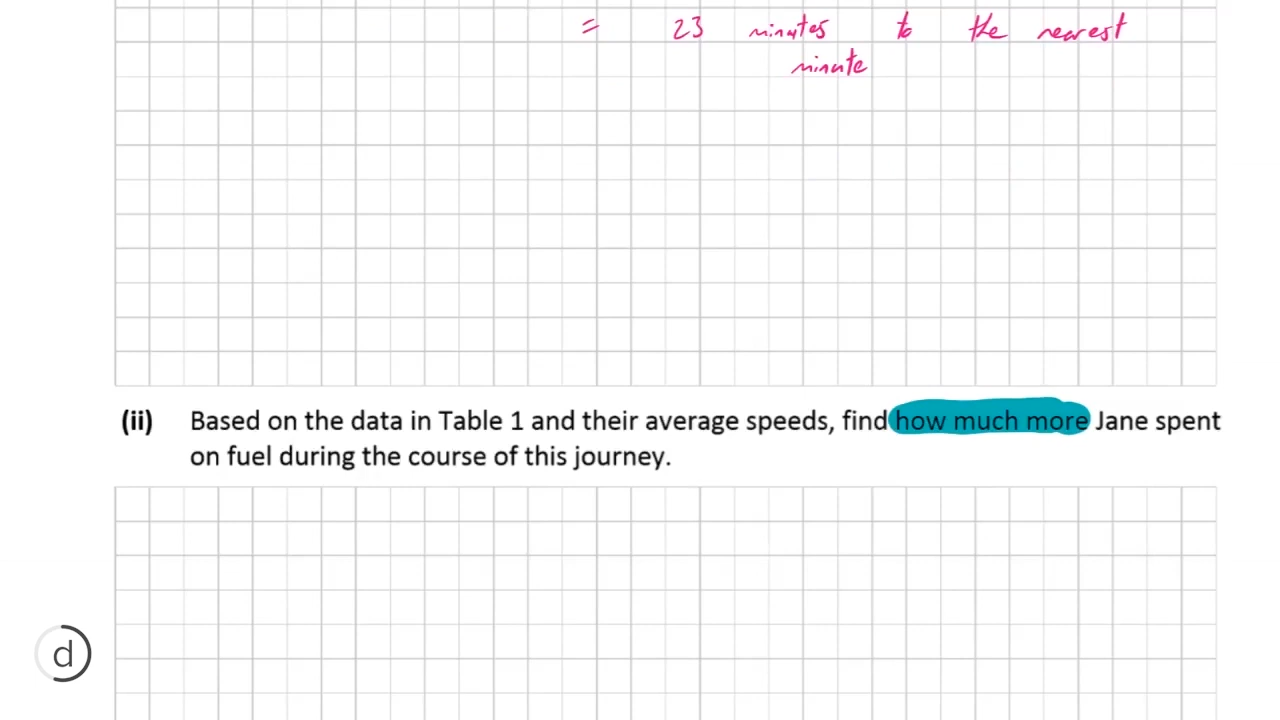 = 23 minutes to the nearest
minute
(ii) Based on the data in Table 1 and their average speeds, find how much more Jane spent
on fuel during the course of this journey.
d